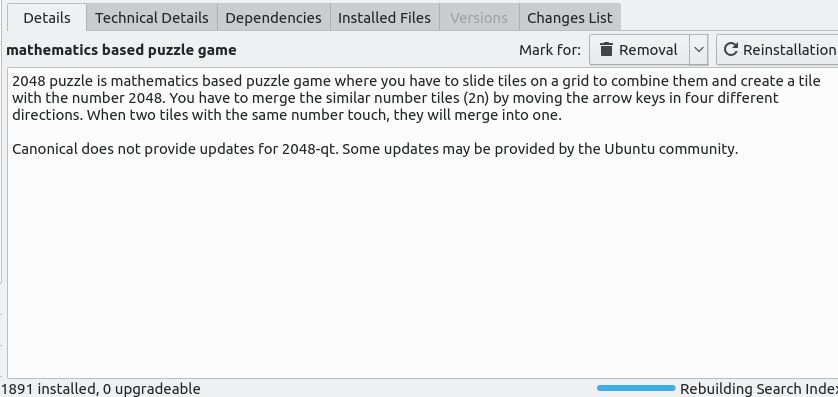 Details Technical Details Dependencies Installed Files Versions Changes List
mathematics based puzzle game Mark for: Removal Reinstallation
2048 puzzle is mathematics based puzzle game where you have to slide tiles on a grid to combine them and create a tile
with the number 2048. You have to merge the similar number tiles (2n) by moving the arrow keys in four different
directions. When two tiles with the same number touch, they will merge into one.
Canonical does not provide updates for 2048-qt. Some updates may be provided by the Ubuntu community.
1891 installed, 0 upgradeable Rebuilding Search Index